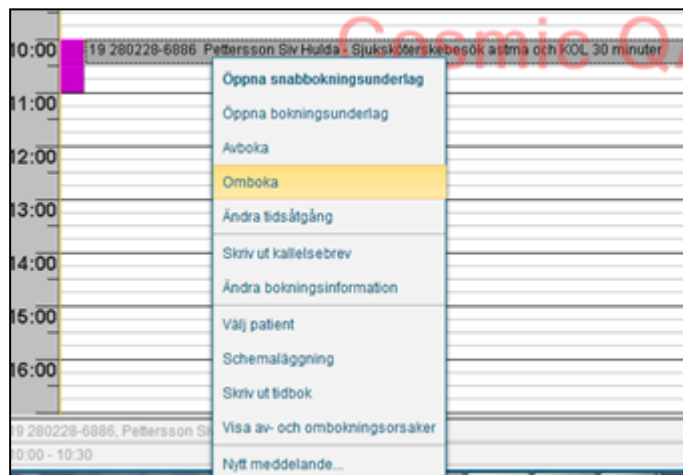 Cosmic QA
10:00 19 280228-6886 Pettersson Siv Hulda - Sjuksköterskebesök astma och KOL 30 minuter
Öppna snabbokningsunderlag
11:00
Öppna bokningsunderlag
Avboka
12:00
Omboka
13:00
Ändra tidsåtgång
Skriv ut kallelsebrev
14:00
Ändra bokningsinformation
15:00
Välj patient
Schemaläggning
16:00
Skriv ut tidbok
19 280228-6886, Pettersson
Visa av- och ombokningsorsaker
10:00 - 10:30
Nytt meddelande...